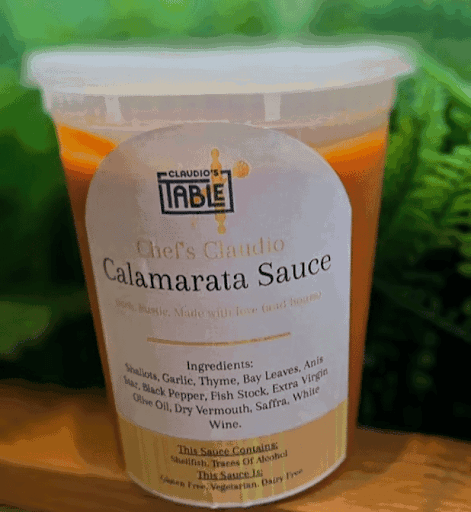 CLAUDIO'S
TABLE
Chef's Claudio
Calamarata Sauce
Rustic, Made with love (and
Ingredients:
Shallots, Garlic, Thyme, Bay Leaves, Anis
Star, Black Pepper, Fish Stock, Extra Virgin
Olive Oil, Dry Vermouth, Saffra, White
Wine.
This Sauce Contains:
Shellfish, Traces Of Alcohol
This Sauce Is:
Gluten Free, Vegetarian, Dairy Free